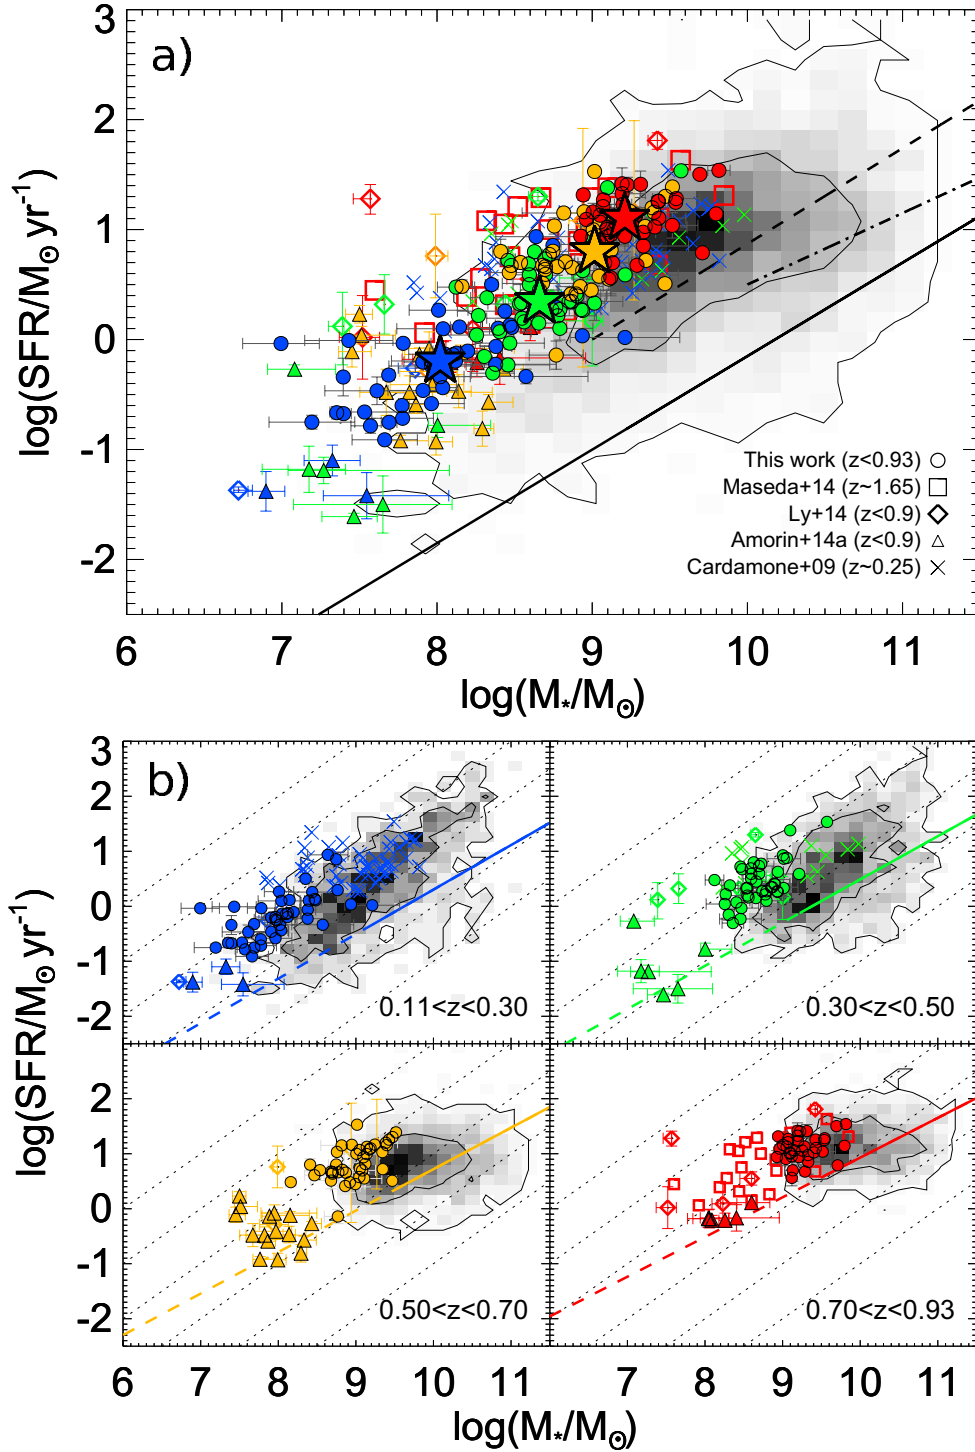 a)
log(SFR/M⊙ yr⁻¹)
3
2
1
0
-1
-2
This work (z<0.93)
Maseda+14 (z~1.65)
Ly+14 (z<0.9)
Amorin+14a (z<0.9)
Cardamone+09 (z~0.25)
6 7 8 9 10 11
log(M*/M⊙)
b)
log(SFR/M⊙ yr⁻¹)
3
2
1
0
-1
-2
0.11<z<0.30
0.30<z<0.50
2
1
0
-1
-2
0.50<z<0.70
0.70<z<0.93
6 7 8 9 10 11 7 8 9 10 11
log(M*/M⊙)